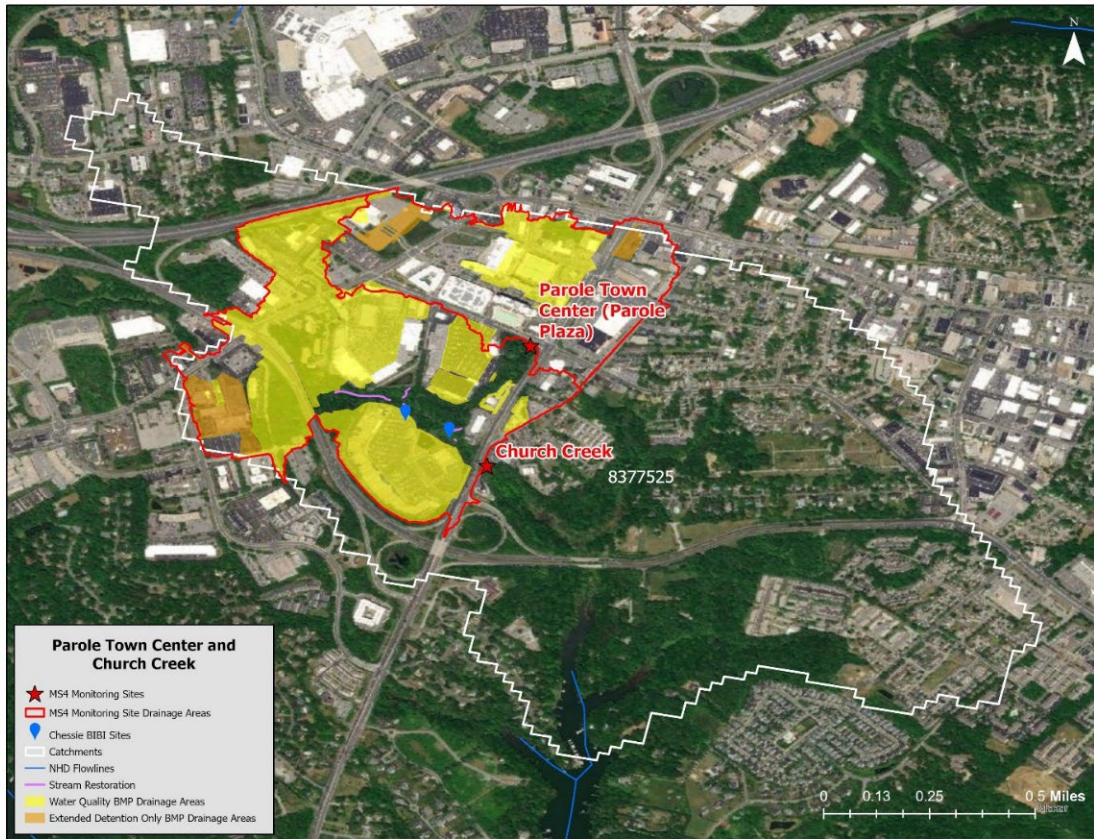 N
Parole Town
Center (Parole
Plaza)
Church Creek
8377525
Parole Town Center and
Church Creek
MS4 Monitoring Sites
MS4 Monitoring Site Drainage Areas
Chessie BIBI Sites
Catchments
NHD Flowlines
Stream Restoration
Water Quality BMP Drainage Areas
Extended Detention Only BMP Drainage Areas
0 0.13 0.25 0.5 Miles